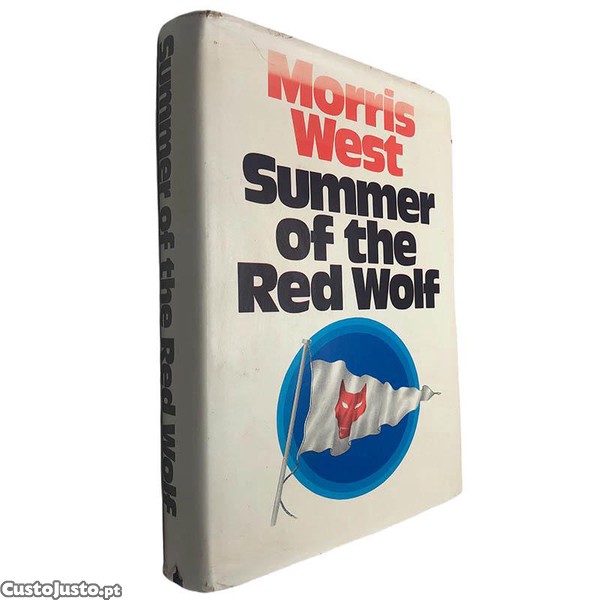 Morris
West
Summer
of the
Red Wolf
Summer of the Red Wolf
CustoJusto.pt